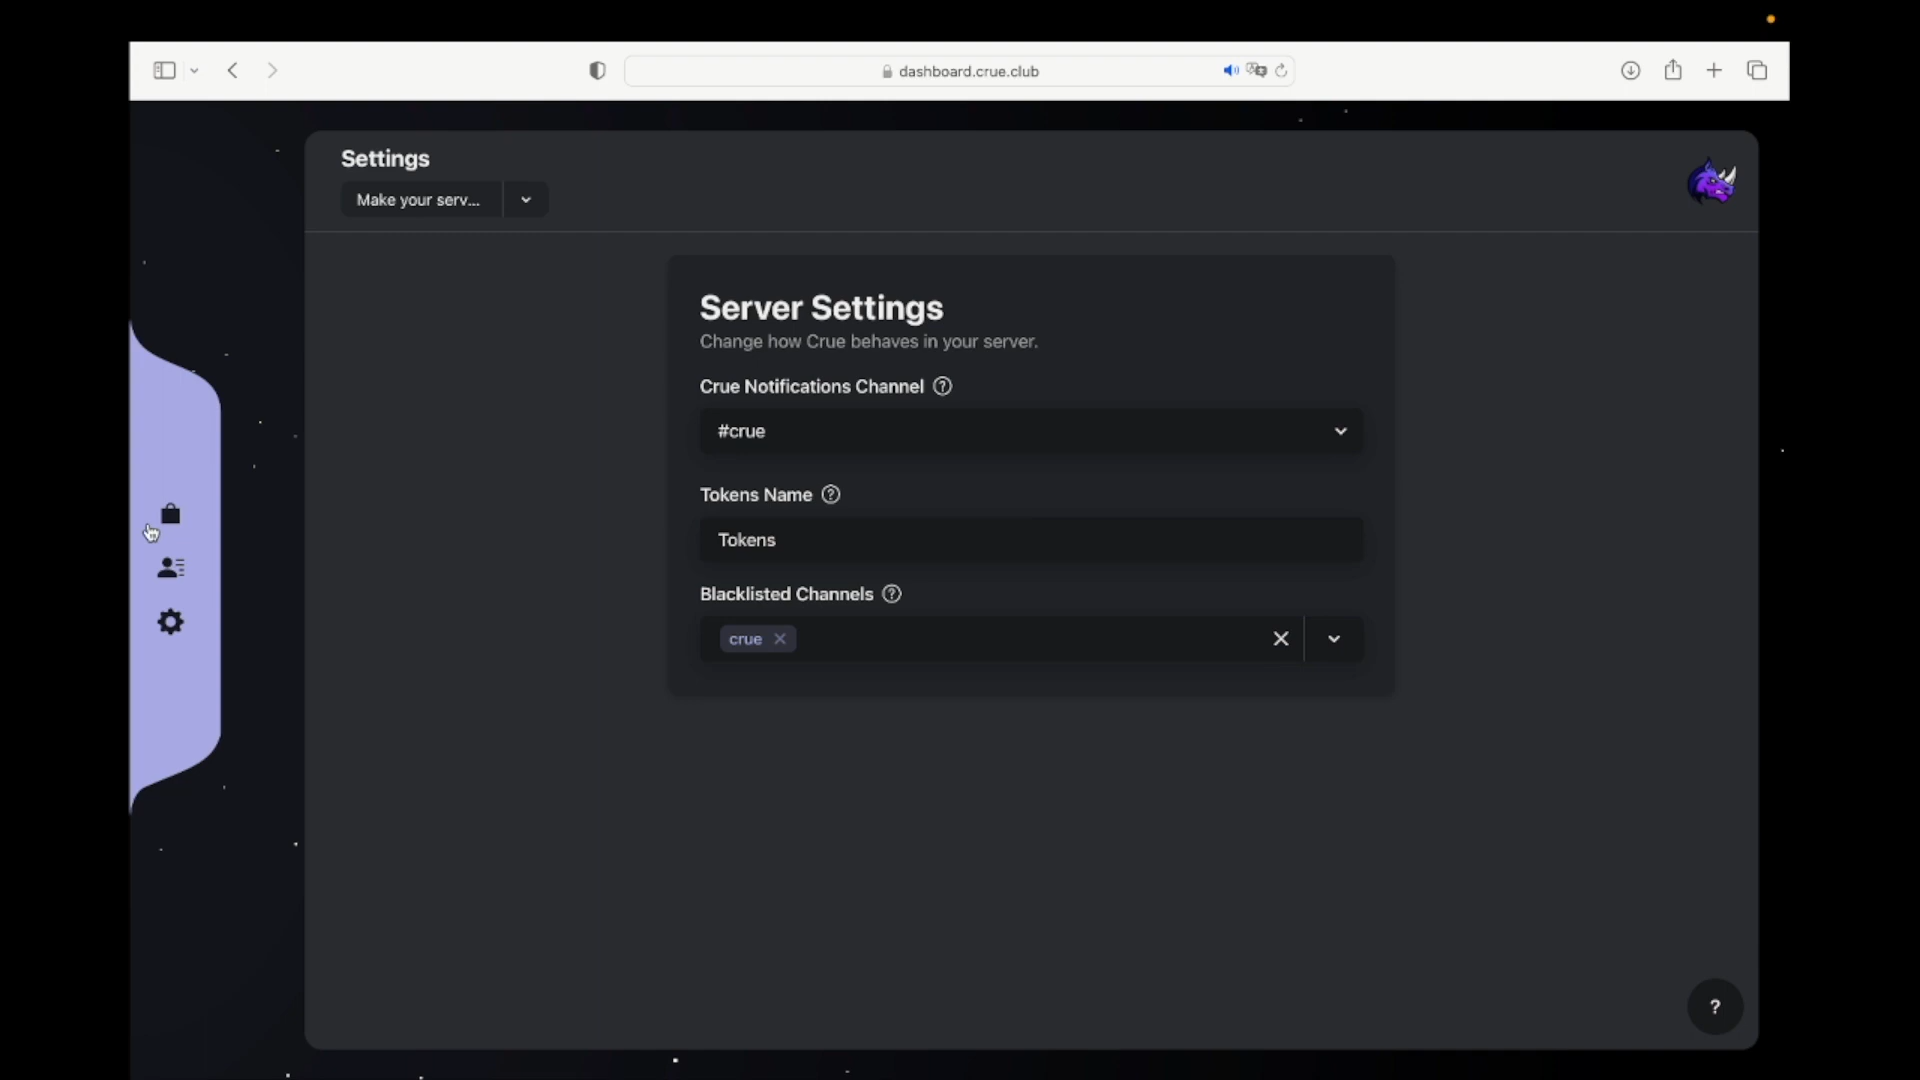 dashboard.crue.club
Settings
Make your serv...
Server Settings
Change how Crue behaves in your server.
Crue Notifications Channel ?
#crue
Tokens Name ?
Tokens
Blacklisted Channels ?
crue
?